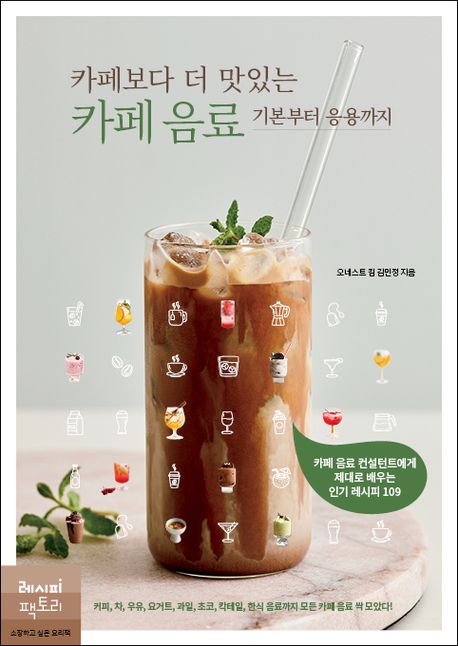 카페보다 더 맛있는
카페 음료 기본부터 응용까지
오네스트 킴 김민정 지음
카페 음료 컨설턴트에게
제대로 배우는
인기 레시피 109
레시피
팩토리
소장하고 싶은 요리책
커피, 차, 우유, 요거트, 과일, 초코, 칵테일, 한식 음료까지 모든 카페 음료 싹 모았다!